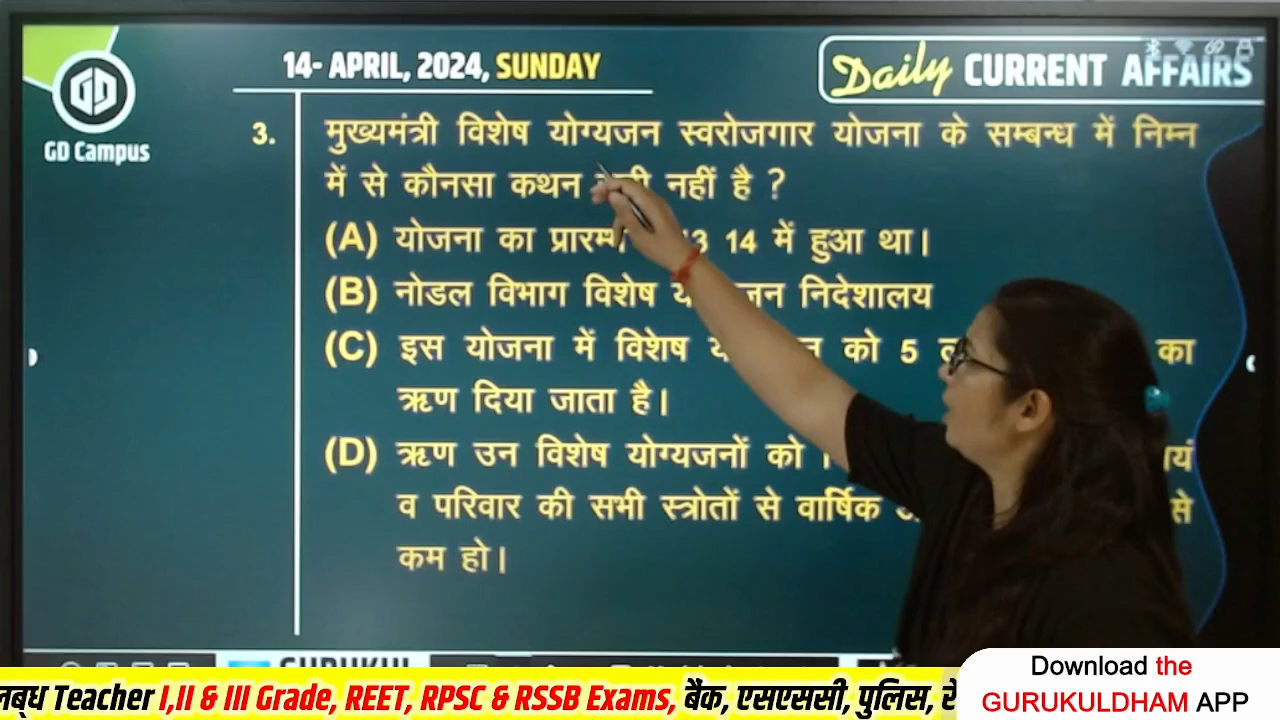 14- APRIL, 2024, SUNDAY
Daily CURRENT AFFAIRS
GD
GD Campus
3. मुख्यमंत्री विशेष योग्यजन स्वरोजगार योजना के सम्बन्ध में निम्न
में से कौनसा कथन नहीं है ?
(A) योजना का प्रारम्भ 14 में हुआ था।
(B) नोडल विभाग विशेष निदेशालय
(C) इस योजना में विशेष को 5 का
ऋण दिया जाता है।
(D) ऋण उन विशेष योग्यजनों को
व परिवार की सभी स्त्रोतों से वार्षिक से
कम हो।
Teacher I,II & III Grade, REET, RPSC & RSSB Exams, बैंक, एसएससी, पुलिस,
Download the
GURUKULDHAM APP